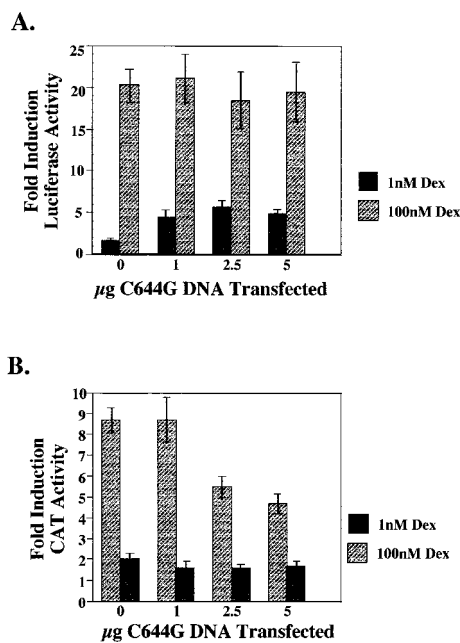 A.
Fold Induction
Luciferase Activity
25
20
15
10
5
0
0 1 2.5 5
µg C644G DNA Transfected
1nM Dex
100nM Dex
B.
Fold Induction
CAT Activity
10
9
8
7
6
5
4
3
2
1
0
0 1 2.5 5
µg C644G DNA Transfected
1nM Dex
100nM Dex